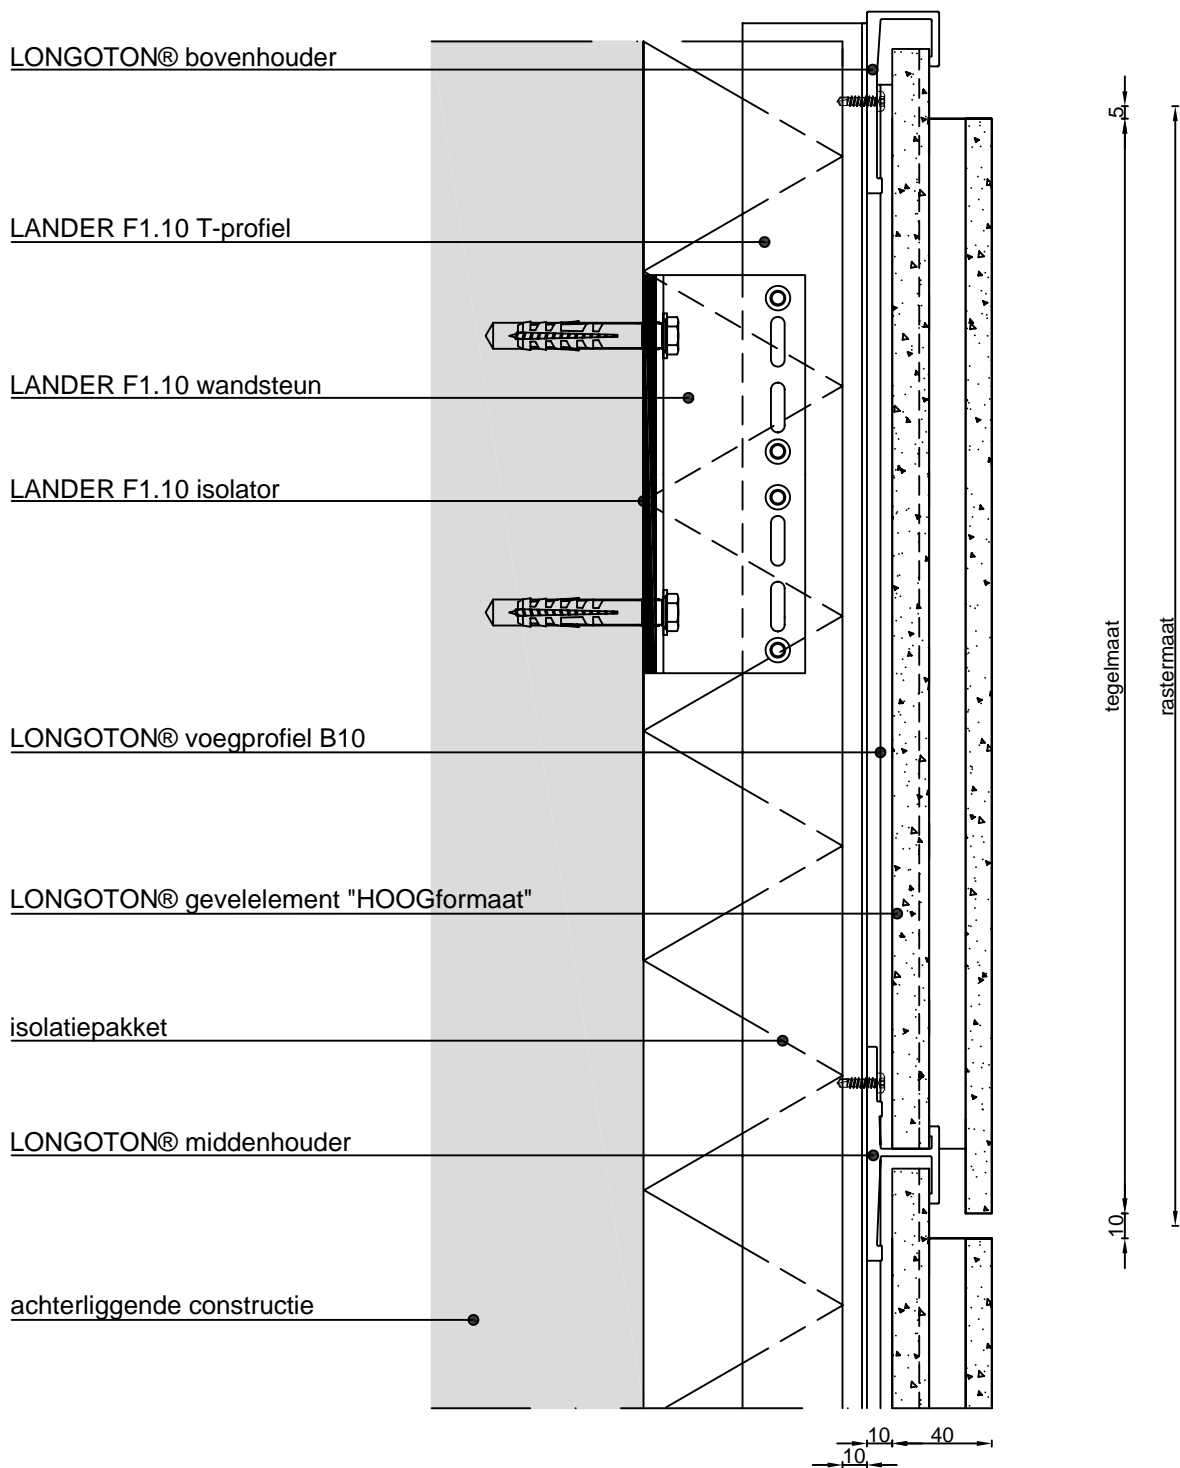 LONGOTON® bovenhouder
5
LANDER F1.10 T-profiel
LANDER F1.10 wandsteun
LANDER F1.10 isolator
tegelmaat
rastermaat
LONGOTON® voegprofiel B10
LONGOTON® gevelelement "HOOGformaat"
isolatiepakket
LONGOTON® middenhouder
10
achterliggende constructie
10 40
10